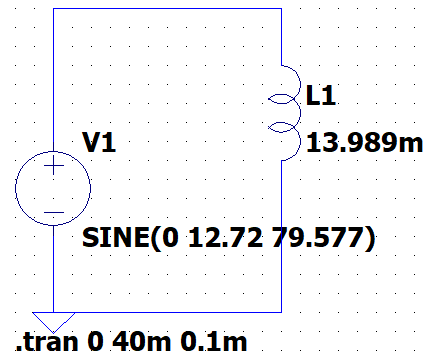 L1
V1
13.989m
SINE(0 12.72 79.577)
.tran 0 40m 0.1m